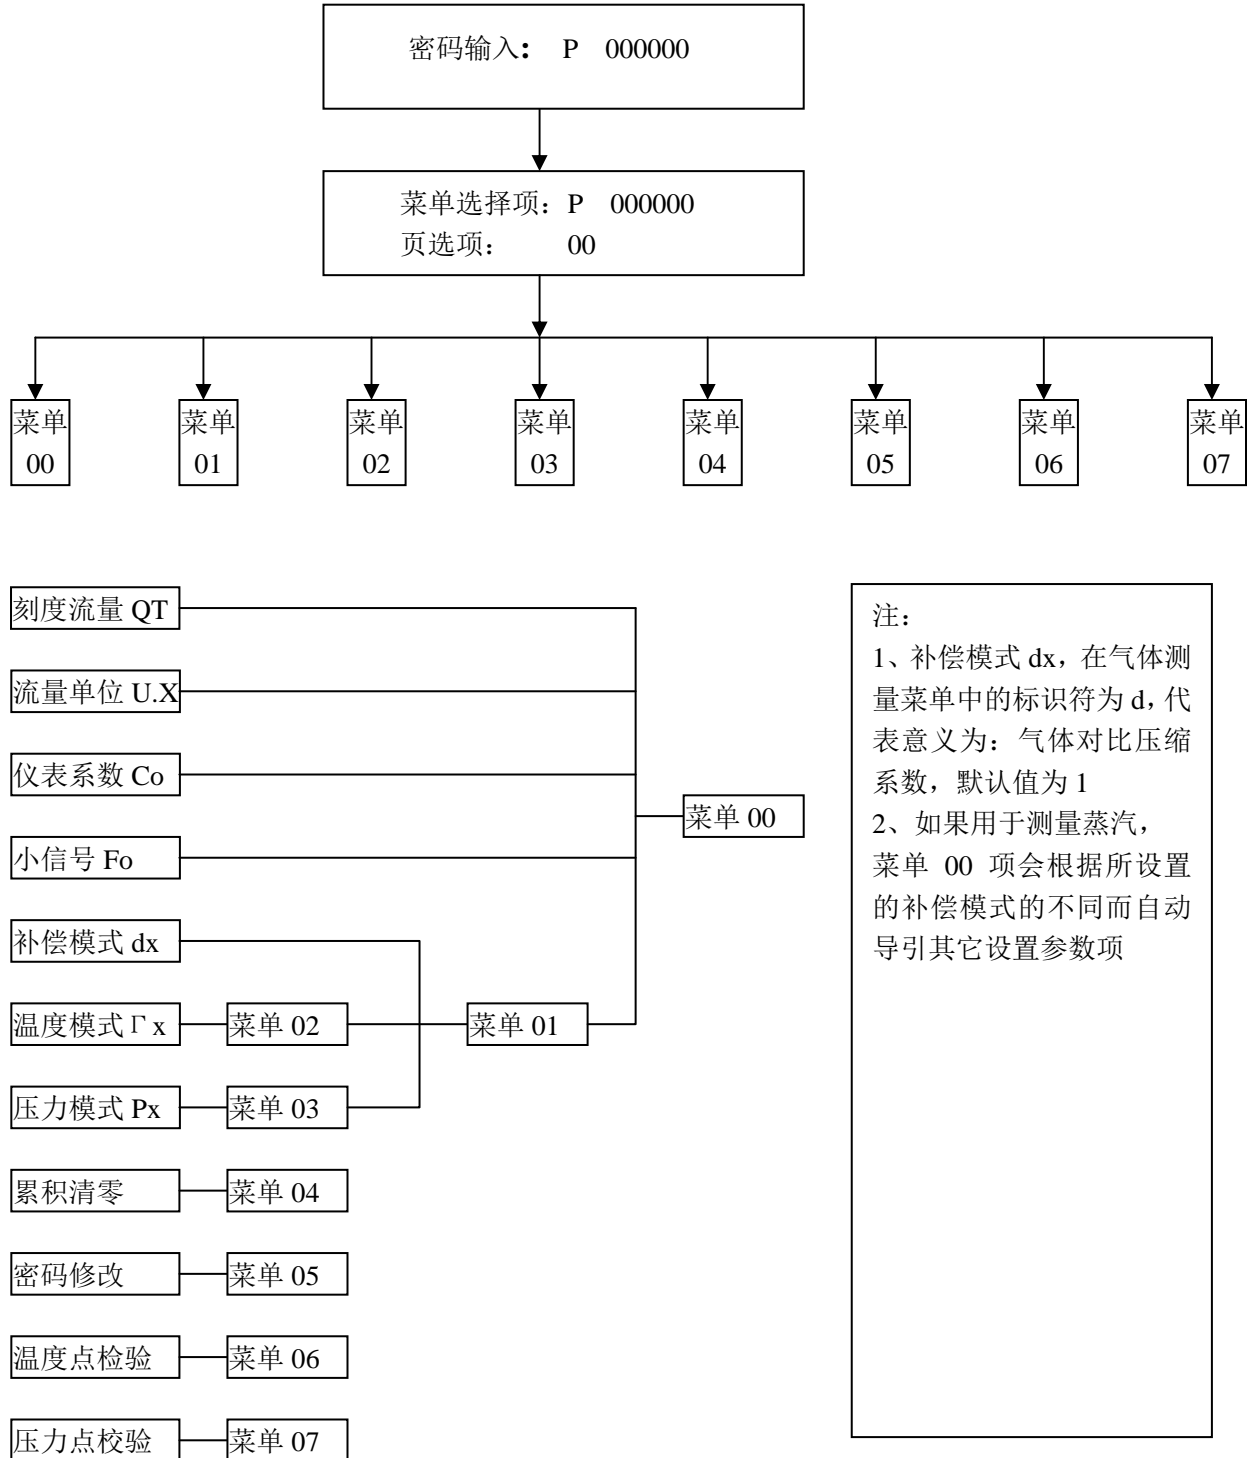 密码输入： P 000000
菜单选择项：P 000000
页选项： 00
菜单
00
菜单
01
菜单
02
菜单
03
菜单
04
菜单
05
菜单
06
菜单
07
刻度流量 QT
流量单位 U.X
仪表系数 Co
菜单 00
小信号 Fo
补偿模式 dx
温度模式 Γ x
菜单 02
菜单 01
压力模式 Px
菜单 03
累积清零
菜单 04
密码修改
菜单 05
温度点检验
菜单 06
压力点校验
菜单 07
注：
1、补偿模式 dx，在气体测
量菜单中的标识符为 d，代
表意义为：气体对比压缩
系数，默认值为 1
2、如果用于测量蒸汽，
菜单 00 项会根据所设置
的补偿模式的不同而自动
导引其它设置参数项